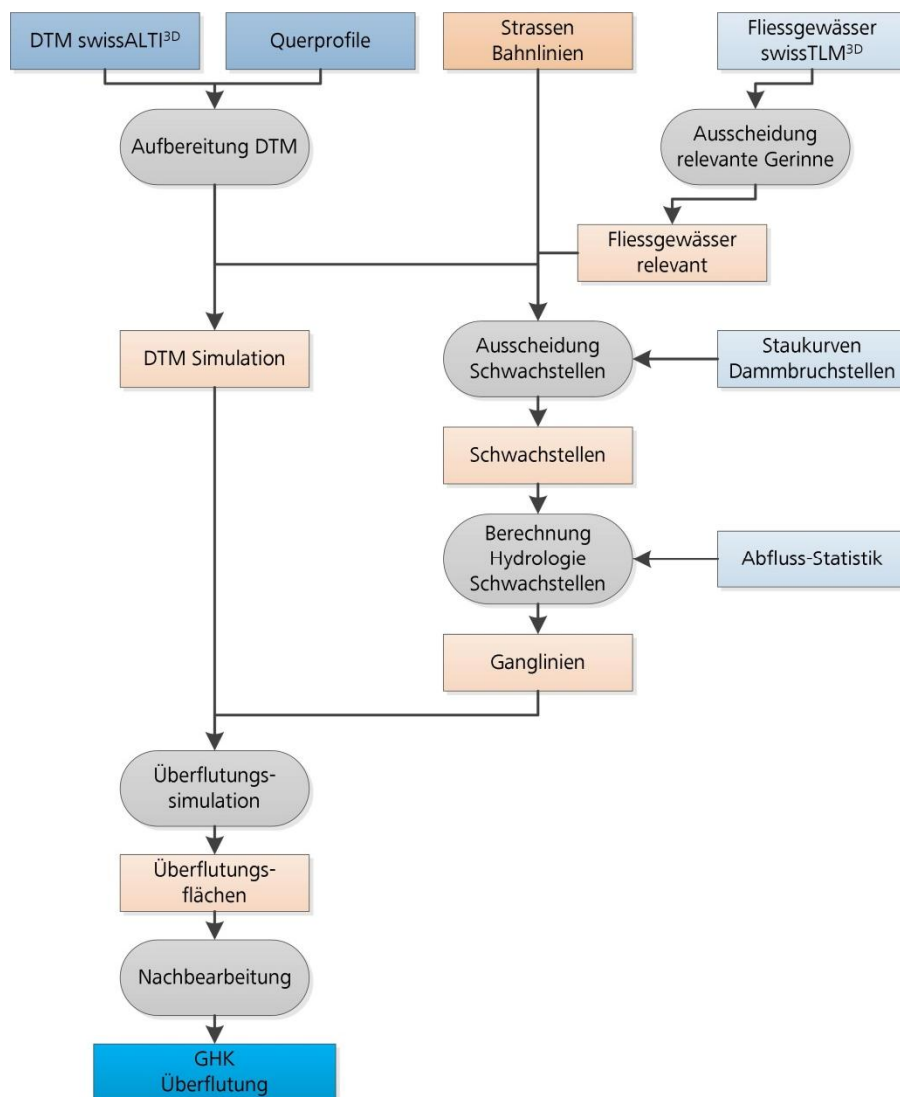 DTM swissALTI3D
Querprofile
Strassen
Bahnlinien
Fliessgewässer
swissTLM3D
Aufbereitung DTM
Ausscheidung
relevante Gerinne
Fliessgewässer
relevant
DTM Simulation
Ausscheidung
Schwachstellen
Staukurven
Dammbruchstellen
Schwachstellen
Berechnung
Hydrologie
Schwachstellen
Abfluss-Statistik
Ganglinien
Überflutungs-
simulation
Überflutungs-
flächen
Nachbearbeitung
GHK
Überflutung